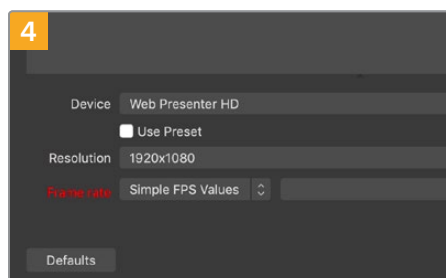 4
Device Web Presenter HD
Use Preset
Resolution 1920x1080
Frame rate Simple FPS Values
Defaults